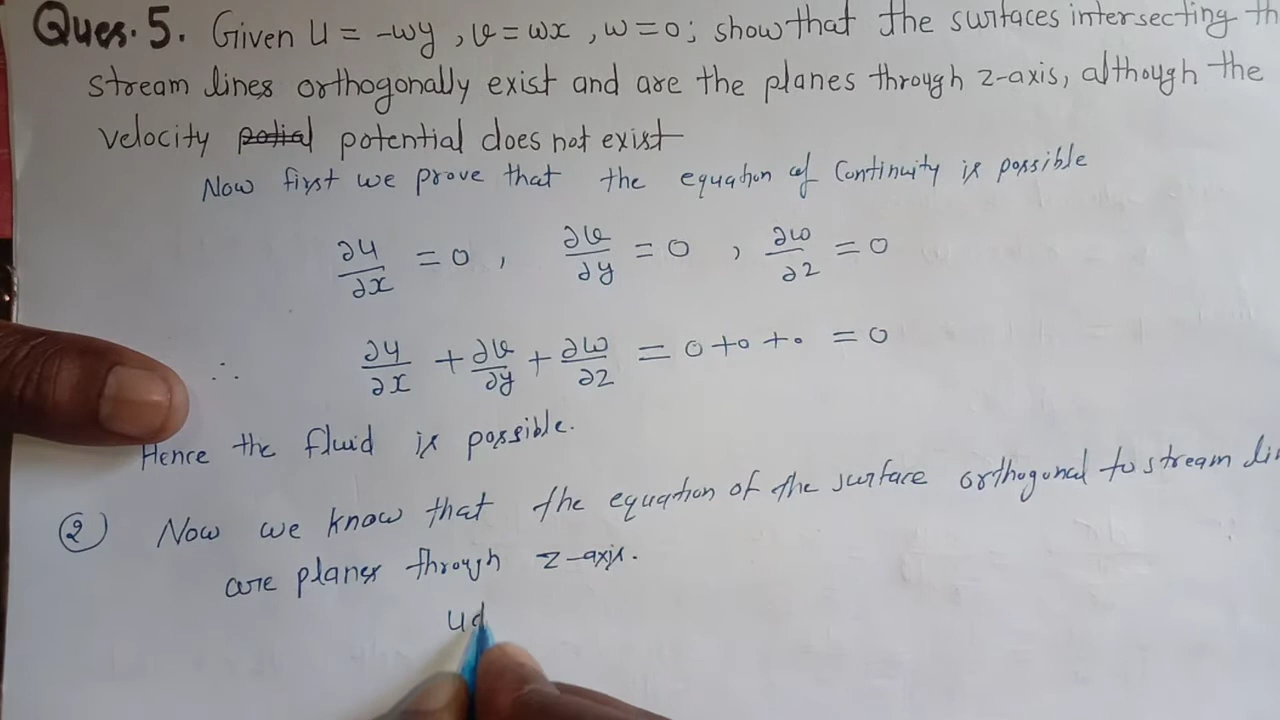 Ques. 5. Given u = -wy , v = wx , w = 0 ; show that the surfaces intersecting th
stream lines orthogonally exist and are the planes through z-axis, although the
velocity potial potential does not exist
Now first we prove that the equation of Continuity is possible
∂u/∂x = 0 , ∂v/∂y = 0 , ∂w/∂z = 0
∴ ∂u/∂x + ∂v/∂y + ∂w/∂z = 0 + 0 + 0 = 0
Hence the fluid is possible.
② Now we know that the equation of the surface orthogonal to stream lin
are planes through z-axis.
ud